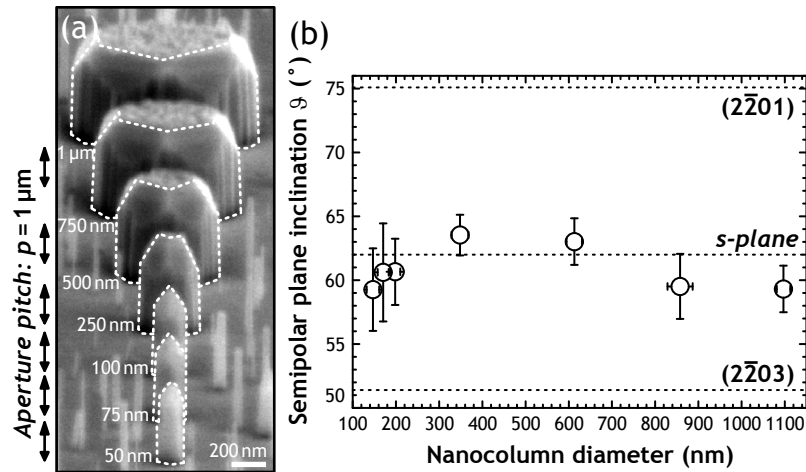 (a)
1 µm
750 nm
500 nm
250 nm
100 nm
75 nm
50 nm
200 nm
Aperture pitch: p = 1 µm
(b)
Semipolar plane inclination ϑ (˚)
75
70
65
60
55
50
(22̄01)
s-plane
(22̄03)
100 200 300 400 500 600 700 800 900 1000 1100
Nanocolumn diameter (nm)